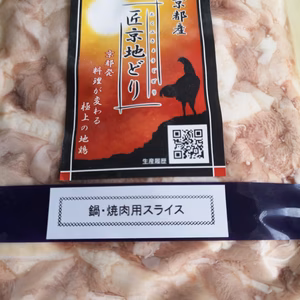 京都産
匠京地どり
京都発
料理が変わる
極上の地鶏
生産履歴
鍋・焼肉用スライス